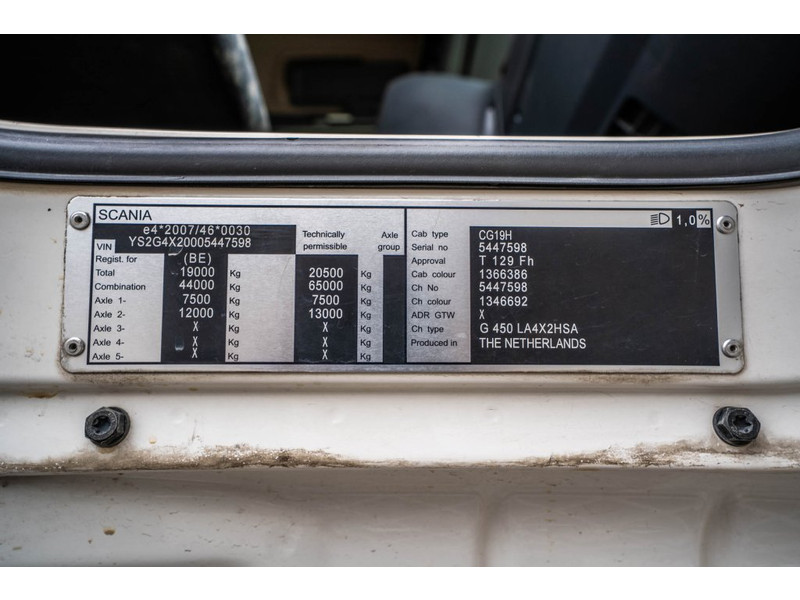 SCANIA
1,0%
e4*2007/46*0030
VIN YS2G4X20005447598
Technically permissible
Axle group
Regist. for (BE)
Total 19000 Kg 20500 Kg
Combination 44000 Kg 65000 Kg
Axle 1- 7500 Kg 7500 Kg
Axle 2- 12000 Kg 13000 Kg
Axle 3- X Kg X Kg
Axle 4- X Kg X Kg
Axle 5- X Kg X Kg
Cab type CG19H
Serial no 5447598
Approval T 129 Fh
Cab colour 1366386
Ch No 5447598
Ch colour 1346692
ADR GTW X
Ch type G 450 LA4X2HSA
Produced in THE NETHERLANDS